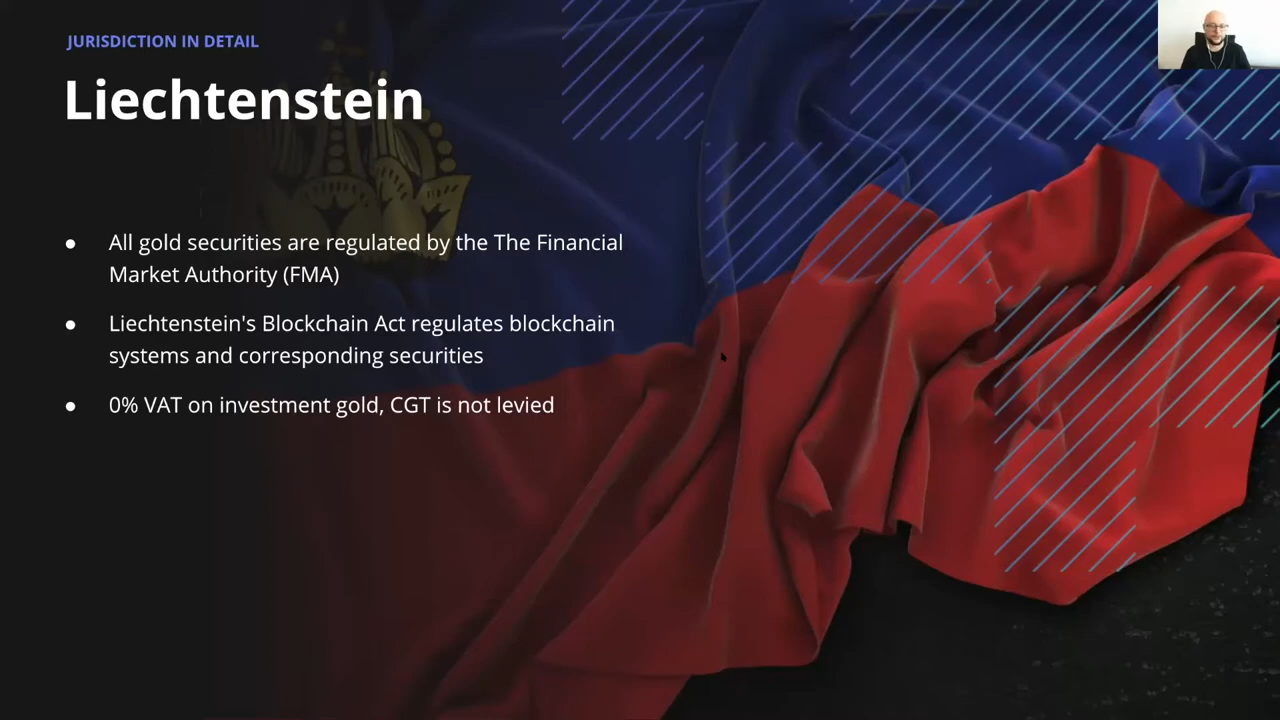 JURISDICTION IN DETAIL
Liechtenstein
● All gold securities are regulated by the The Financial
Market Authority (FMA)
● Liechtenstein's Blockchain Act regulates blockchain
systems and corresponding securities
● 0% VAT on investment gold, CGT is not levied